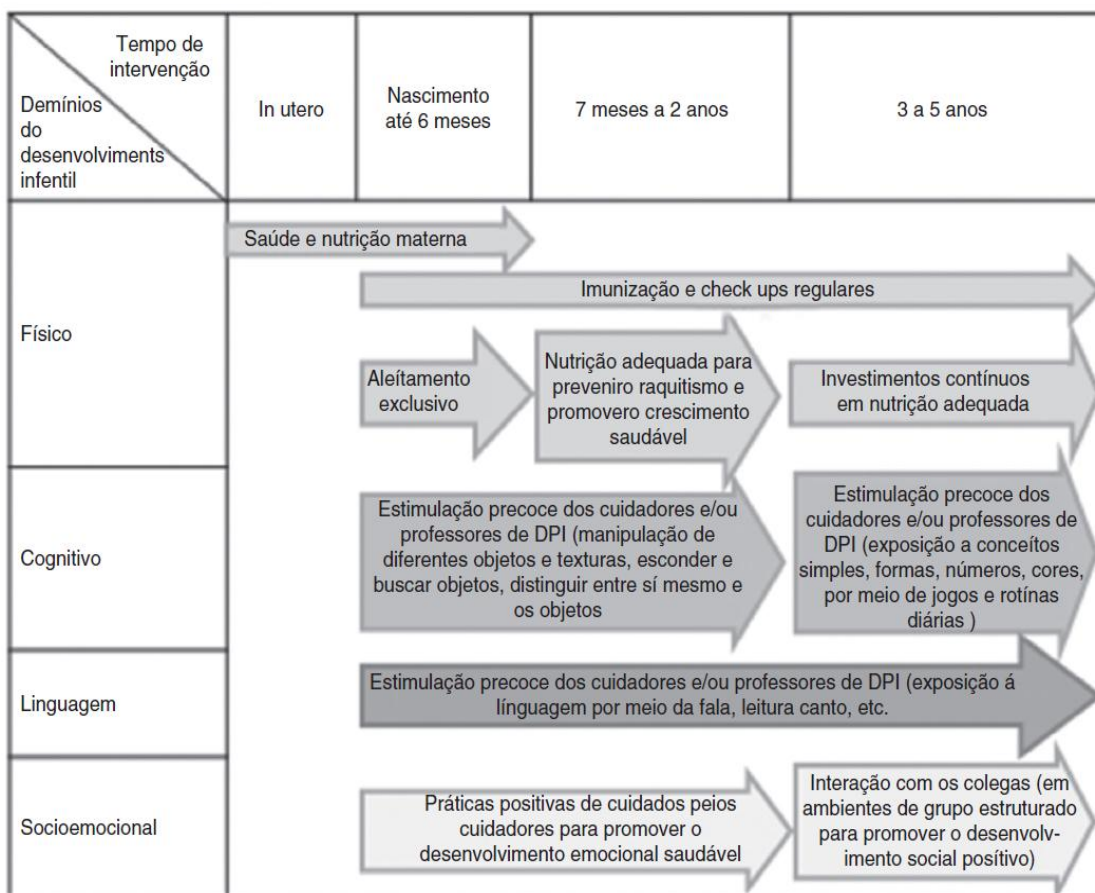 Tempo de
intervenção
Demínios
do
desenvolviments
infentil
In utero
Nascimento
até 6 meses
7 meses a 2 anos
3 a 5 anos
Físico
Saúde e nutrição materna
Imunização e check ups regulares
Aleítamento
exclusivo
Nutrição adequada para
preveniro raquitismo e
promovero crescimento
saudável
Investimentos contínuos
em nutrição adequada
Cognitivo
Estimulação precoce dos cuidadores e/ou
professores de DPI (manipulação de
diferentes objetos e texturas, esconder e
buscar objetos, distinguir entre sí mesmo e
os objetos
Estimulação precoce dos
cuidadores e/ou professores de
DPI (exposição a conceítos
simples, formas, números, cores,
por meio de jogos e rotínas
diárias )
Linguagem
Estimulação precoce dos cuidadores e/ou professores de DPI (exposição á
línguagem por meio da fala, leitura canto, etc.
Socioemocional
Práticas positivas de cuidados peios
cuidadores para promover o
desenvolvimento emocional saudável
Interação com os colegas (em
ambientes de grupo estruturado
para promover o desenvolv-
imento social posítivo)